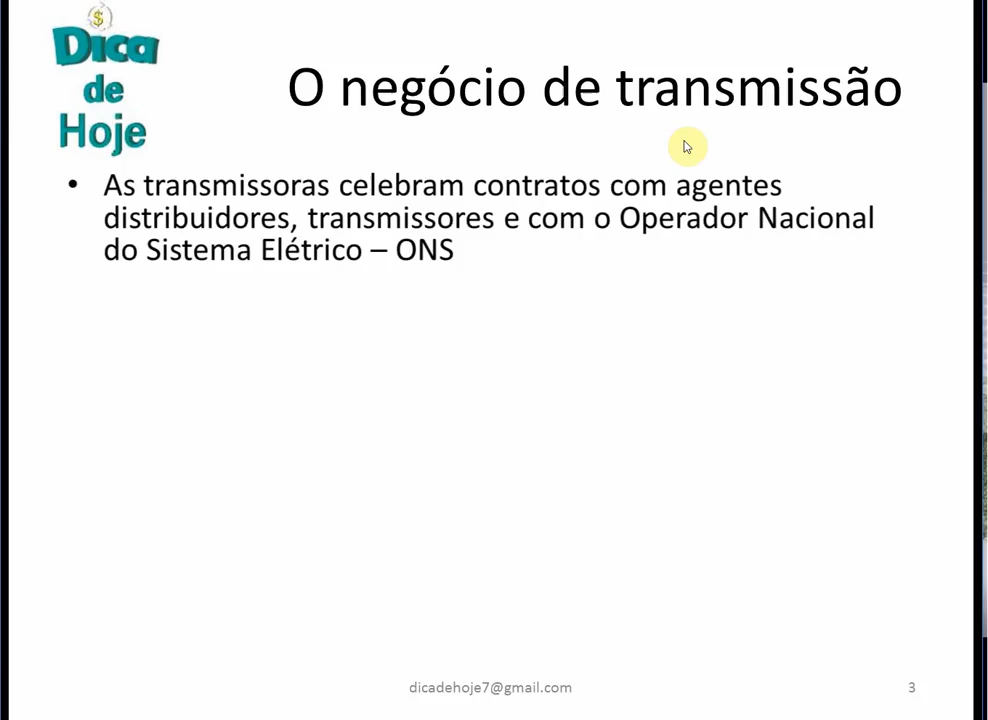 $
Dica
de
Hoje
O negócio de transmissão
• As transmissoras celebram contratos com agentes
distribuidores, transmissores e com o Operador Nacional
do Sistema Elétrico – ONS
dicadehoje7@gmail.com
3